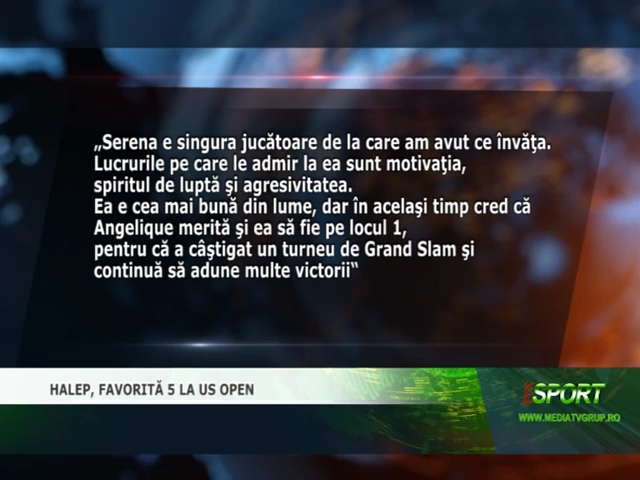 „Serena e singura jucătoare de la care am avut ce învăţa.
Lucrurile pe care le admir la ea sunt motivaţia,
spiritul de luptă şi agresivitatea.
Ea e cea mai bună din lume, dar în acelaşi timp cred că
Angelique merită şi ea să fie pe locul 1,
pentru că a câştigat un turneu de Grand Slam şi
continuă să adune multe victorii“
HALEP, FAVORITĂ 5 LA US OPEN
SPORT
WWW.MEDIATVGRUP.RO